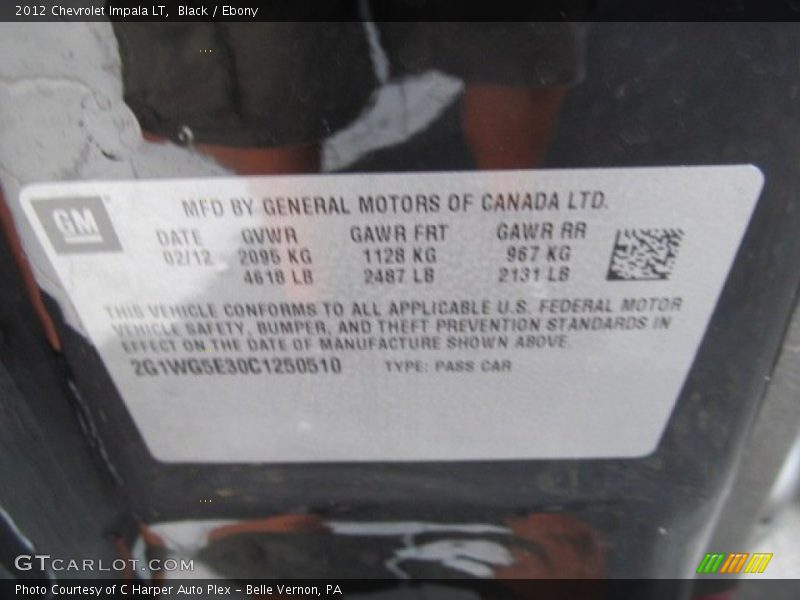 2012 Chevrolet Impala LT, Black / Ebony
GM
MFD BY GENERAL MOTORS OF CANADA LTD.
DATE GVWR GAWR FRT GAWR RR
02/12 2095 KG 1128 KG 967 KG
4618 LB 2487 LB 2131 LB
THIS VEHICLE CONFORMS TO ALL APPLICABLE U.S. FEDERAL MOTOR
VEHICLE SAFETY, BUMPER, AND THEFT PREVENTION STANDARDS IN
EFFECT ON THE DATE OF MANUFACTURE SHOWN ABOVE.
2G1WG5E30C1250510 TYPE: PASS CAR
GTCARLOT.COM
Photo Courtesy of C Harper Auto Plex - Belle Vernon, PA